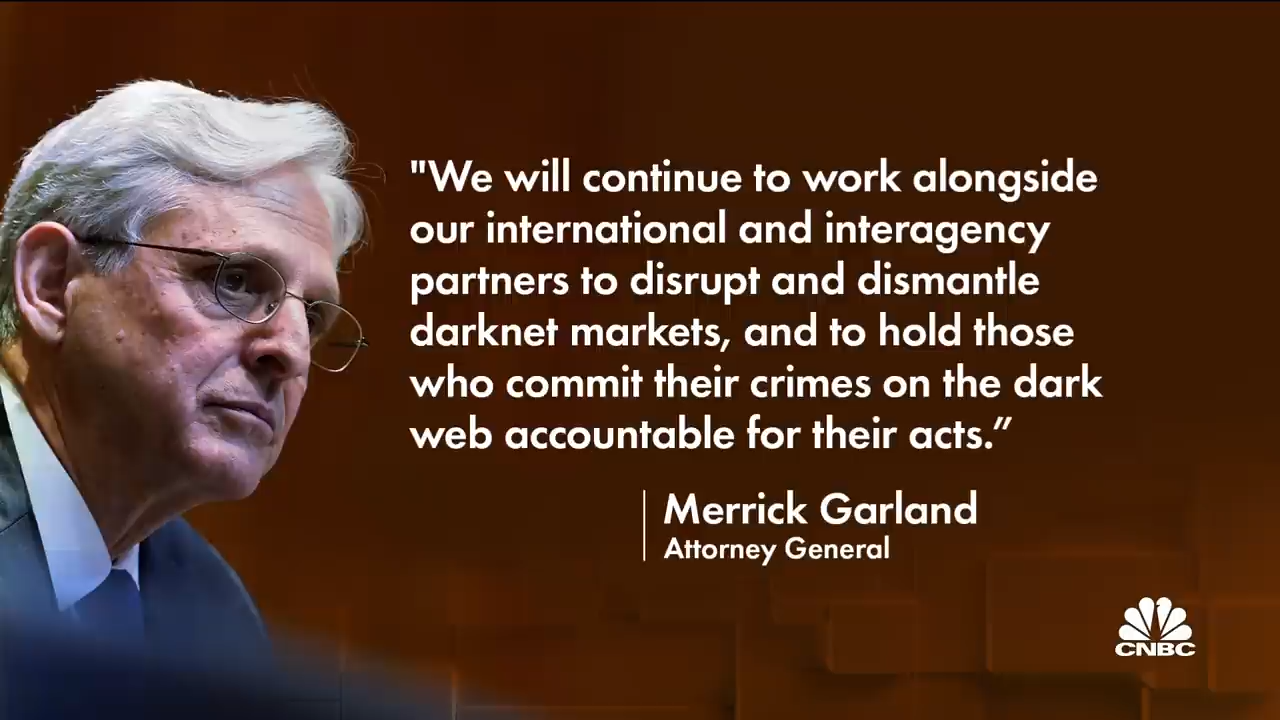 "We will continue to work alongside
our international and interagency
partners to disrupt and dismantle
darknet markets, and to hold those
who commit their crimes on the dark
web accountable for their acts.”
Merrick Garland
Attorney General
CNBC